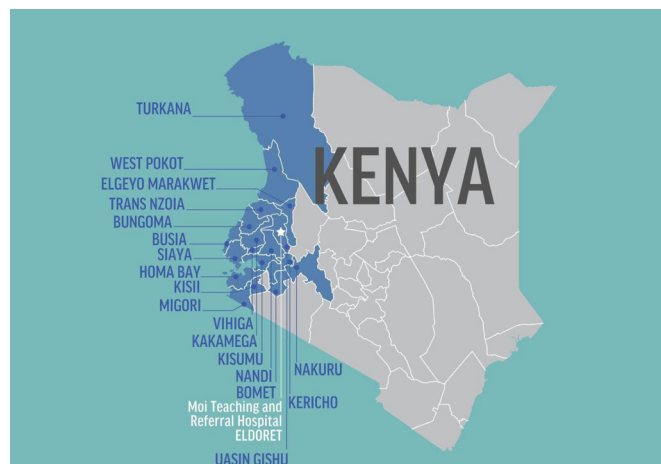 TURKANA
KENYA
WEST POKOT
ELGEYO MARAKWET
TRANS NZOIA
BUNGOMA
BUSIA
SIAYA
HOMA BAY
KISII
MIGORI
VIHIGA
KAKAMEGA
KISUMU
NANDI
NAKURU
BOMET
KERICHO
Moi Teaching and
Referral Hospital
ELDORET
UASIN GISHU